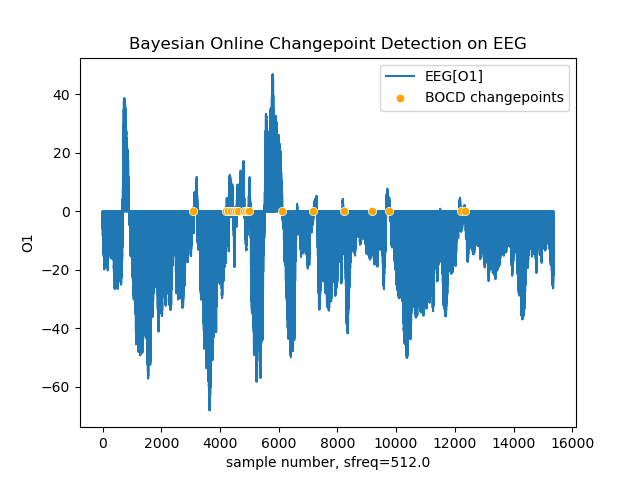 Bayesian Online Changepoint Detection on EEG
EEG[O1]
BOCD changepoints
40
20
0
−20
−40
−60
O1
0 2000 4000 6000 8000 10000 12000 14000 16000
sample number, sfreq=512.0